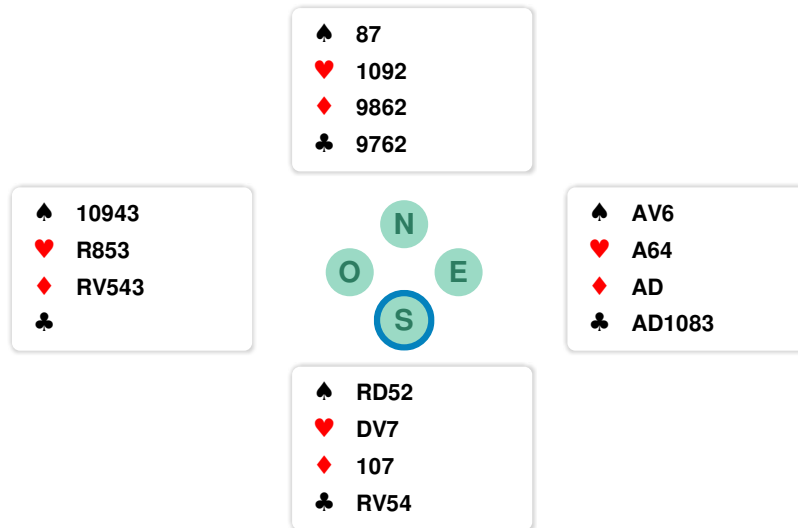 ♠ 87
♥ 1092
♦ 9862
♣ 9762
♠ 10943
♥ R853
♦ RV543
♣
N
O
E
S
♠ AV6
♥ A64
♦ AD
♣ AD1083
♠ RD52
♥ DV7
♦ 107
♣ RV54